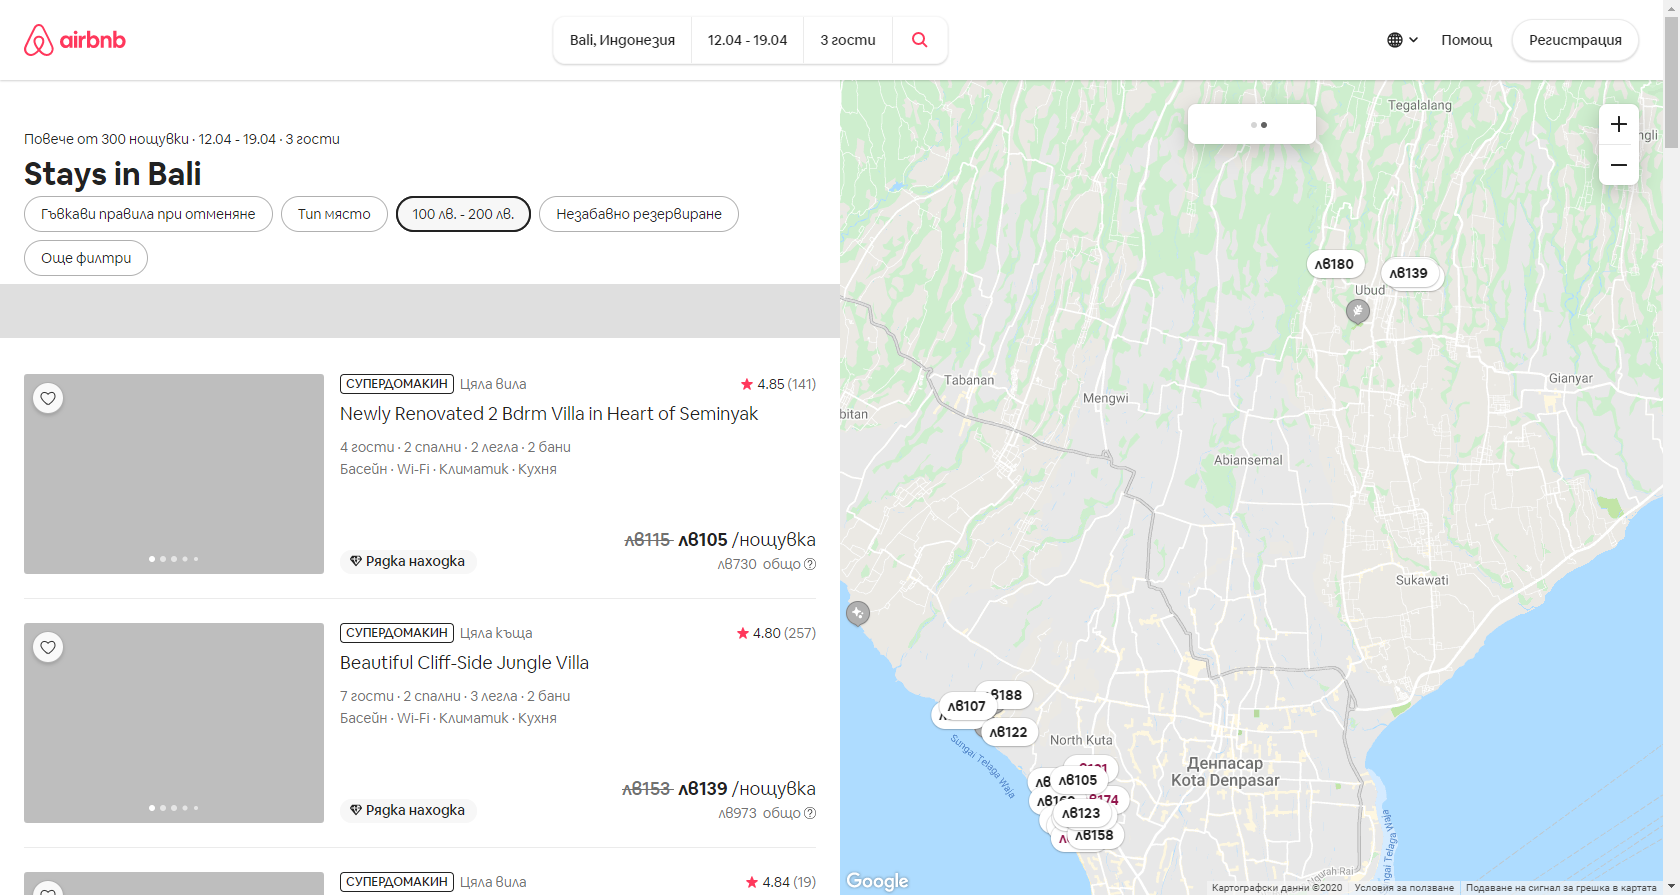 airbnb
Bali, Индонезия
12.04 - 19.04
3 гости
Помощ
Регистрация
Повече от 300 нощувки · 12.04 - 19.04 · 3 гости
Stays in Bali
Гъвкави правила при отменяне
Тип място
100 лв. - 200 лв.
Незабавно резервиране
Още филтри
СУПЕРДОМАКИН Цяла вила
4.85 (141)
Newly Renovated 2 Bdrm Villa in Heart of Seminyak
4 гости · 2 спални · 2 легла · 2 бани
Басейн · Wi-Fi · Климатик · Кухня
лв115 лв105 /нощувка
Рядка находка
лв730 общо
СУПЕРДОМАКИН Цяла къща
4.80 (257)
Beautiful Cliff-Side Jungle Villa
7 гости · 2 спални · 3 легла · 2 бани
Басейн · Wi-Fi · Климатик · Кухня
лв153 лв139 /нощувка
Рядка находка
лв973 общо
СУПЕРДОМАКИН Цяла вила
4.84 (19)
Tegalalang
лв180
лв139
Ubud
Tabanan
Gianyar
Mengwi
bitan
Abiansemal
Sukawati
лв107
лв122
North Kuta
Sungai Telaga Waja
Денпасар
Kota Denpasar
лв105
лв123
лв158
Google
Картографски данни ©2020
Условия за ползване
Подаване на сигнал за грешка в картата